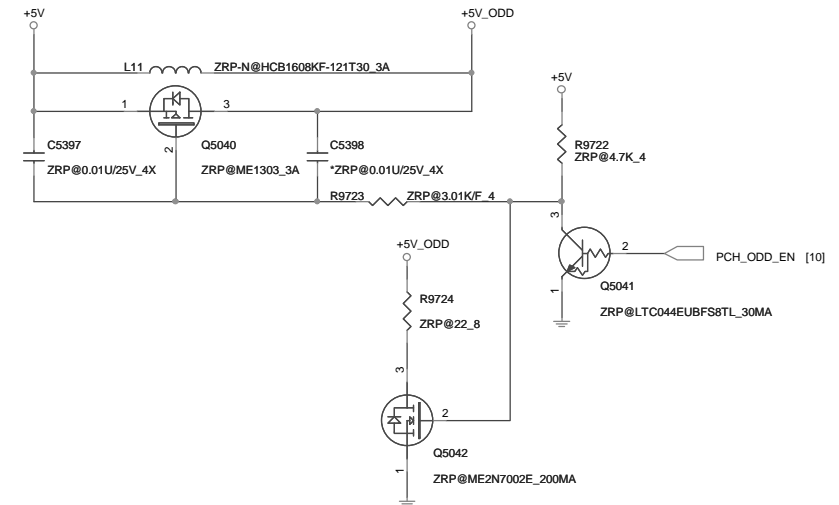 +5V
+5V_ODD
L11
ZRP-N@HCB1608KF-121T30_3A
1
3
2
C5397
ZRP@0.01U/25V_4X
Q5040
ZRP@ME1303_3A
C5398
*ZRP@0.01U/25V_4X
+5V
R9722
ZRP@4.7K_4
R9723
ZRP@3.01K/F_4
3
2
1
PCH_ODD_EN [10]
Q5041
ZRP@LTC044EUBFS8TL_30MA
+5V_ODD
R9724
ZRP@22_8
3
2
1
Q5042
ZRP@ME2N7002E_200MA